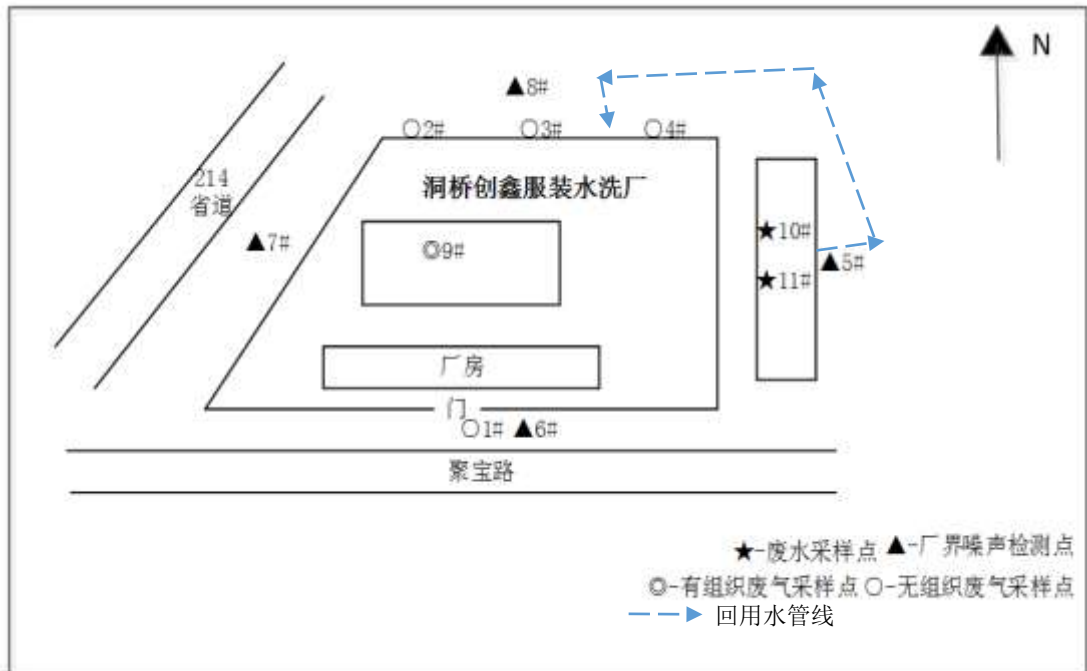 N
▲8#
○2# ○3# ○4#
214
省道
洞桥创鑫服装水洗厂
▲7#
◎9#
★10#
▲5#
★11#
厂房
门
○1# ▲6#
聚宝路
★-废水采样点 ▲-厂界噪声检测点
◎-有组织废气采样点 ○-无组织废气采样点
回用水管线